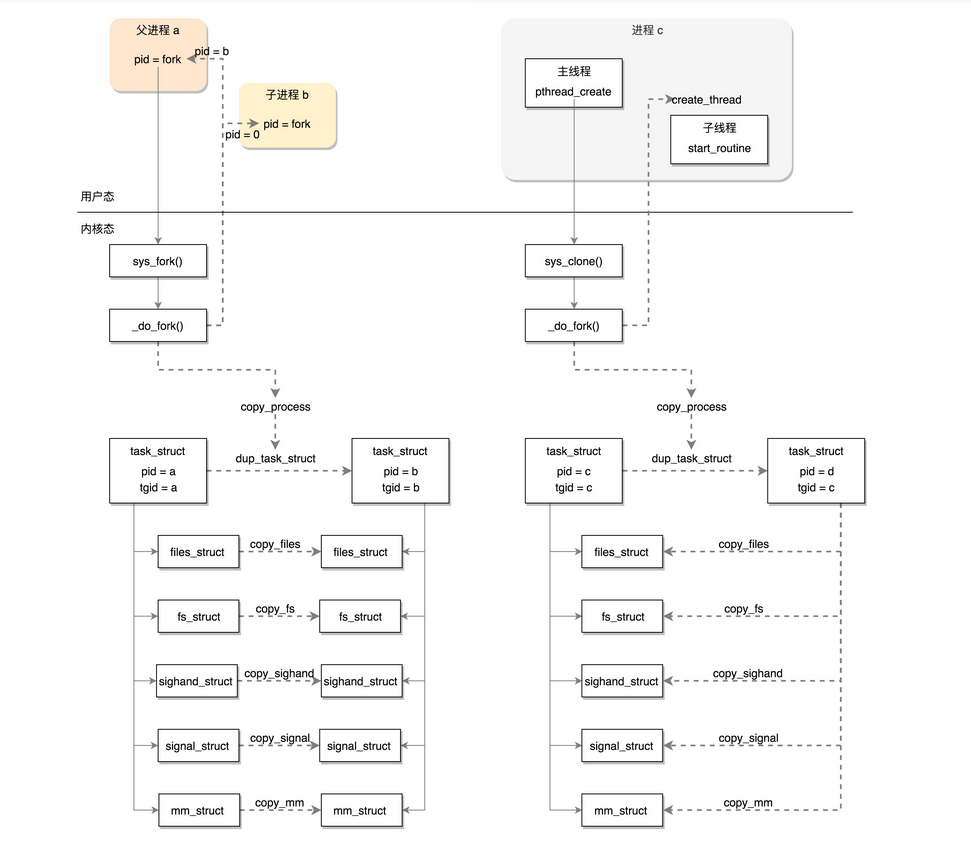 父进程 a
pid = fork
pid = b
子进程 b
pid = fork
pid = 0
进程 c
主线程
pthread_create
create_thread
子线程
start_routine
用户态
内核态
sys_fork()
_do_fork()
copy_process
task_struct
pid = a
tgid = a
dup_task_struct
task_struct
pid = b
tgid = b
files_struct
copy_files
files_struct
fs_struct
copy_fs
fs_struct
sighand_struct
copy_sighand
sighand_struct
signal_struct
copy_signal
signal_struct
mm_struct
copy_mm
mm_struct
sys_clone()
_do_fork()
copy_process
task_struct
pid = c
tgid = c
dup_task_struct
task_struct
pid = d
tgid = c
files_struct
copy_files
fs_struct
copy_fs
sighand_struct
copy_sighand
signal_struct
copy_signal
mm_struct
copy_mm